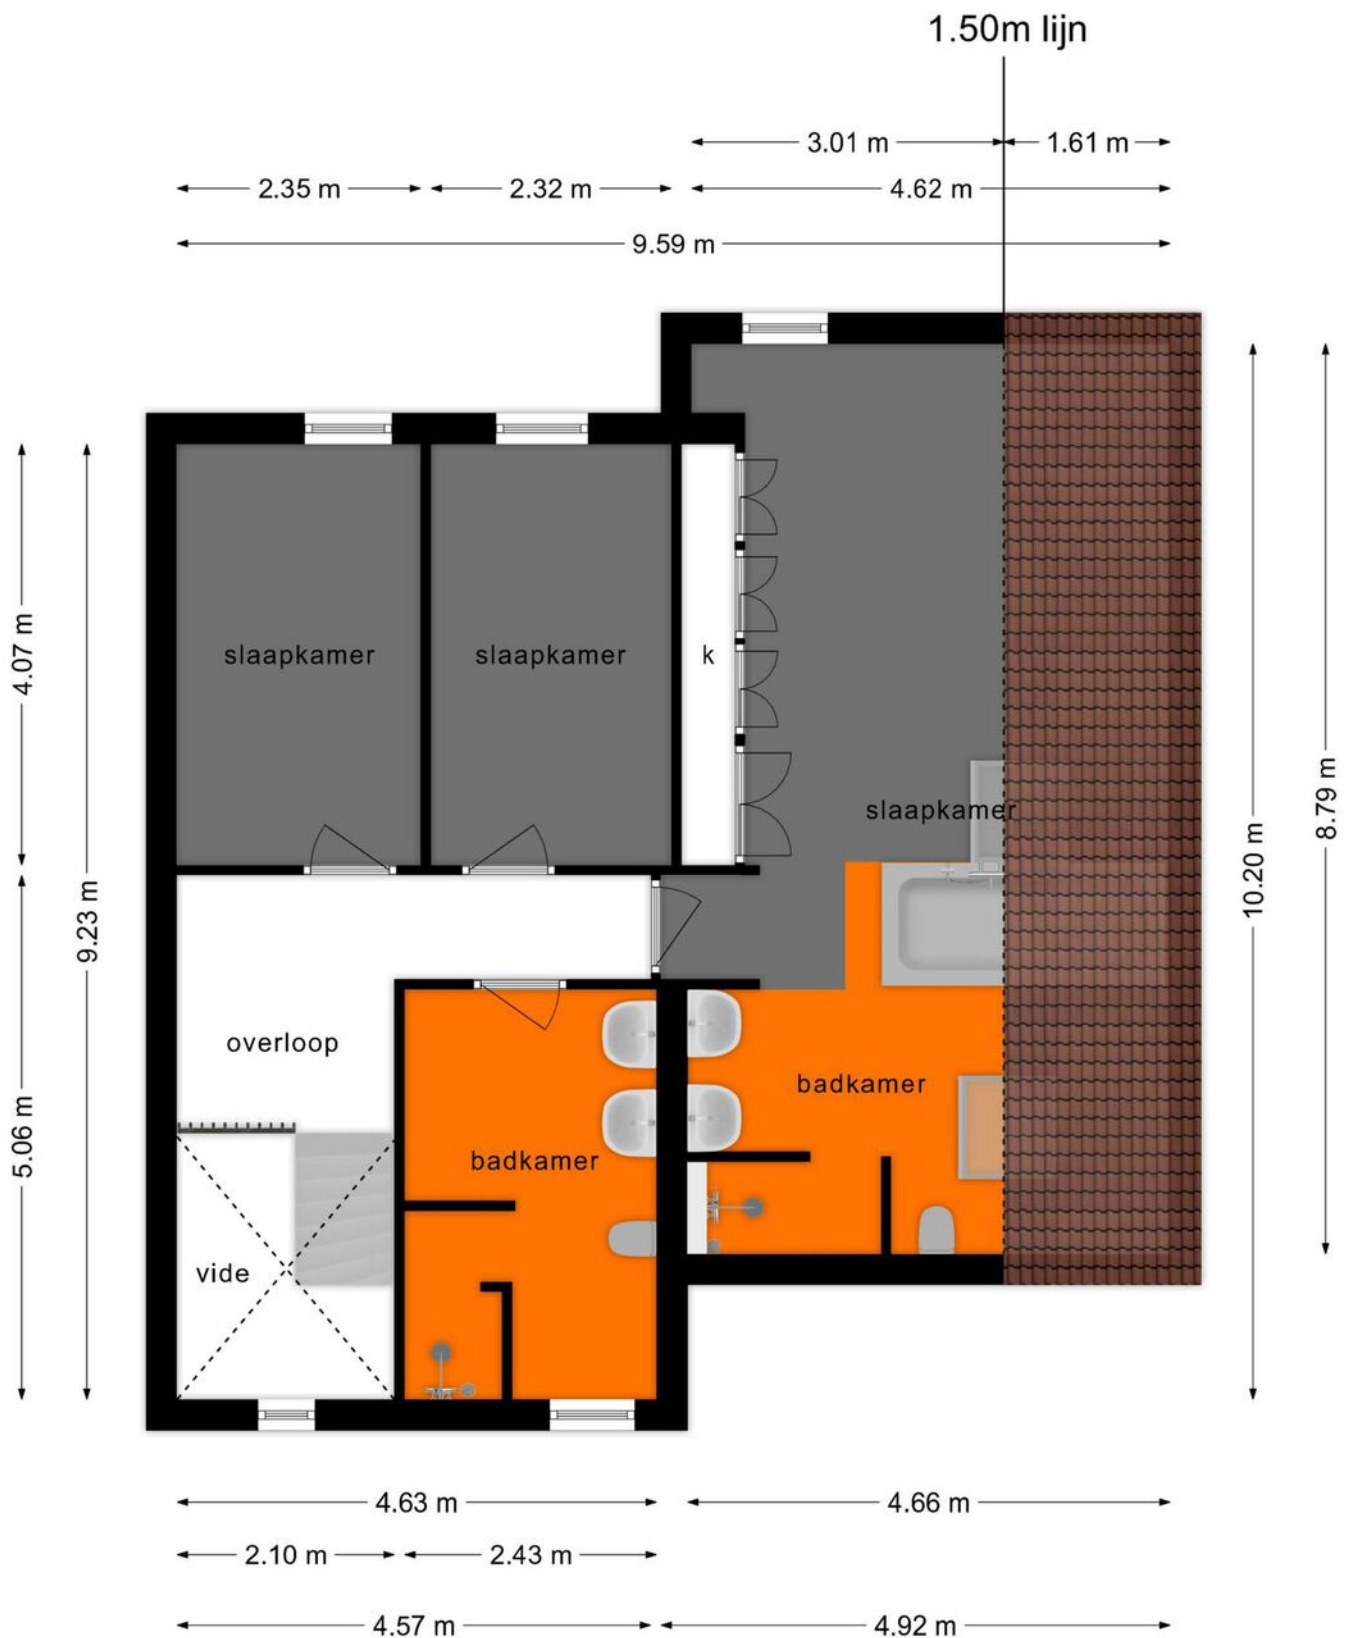 1.50m lijn
3.01 m
1.61 m
2.35 m
2.32 m
4.62 m
9.59 m
4.07 m
9.23 m
5.06 m
10.20 m
8.79 m
slaapkamer
slaapkamer
k
slaapkamer
overloop
badkamer
badkamer
vide
4.63 m
4.66 m
2.10 m
2.43 m
4.57 m
4.92 m